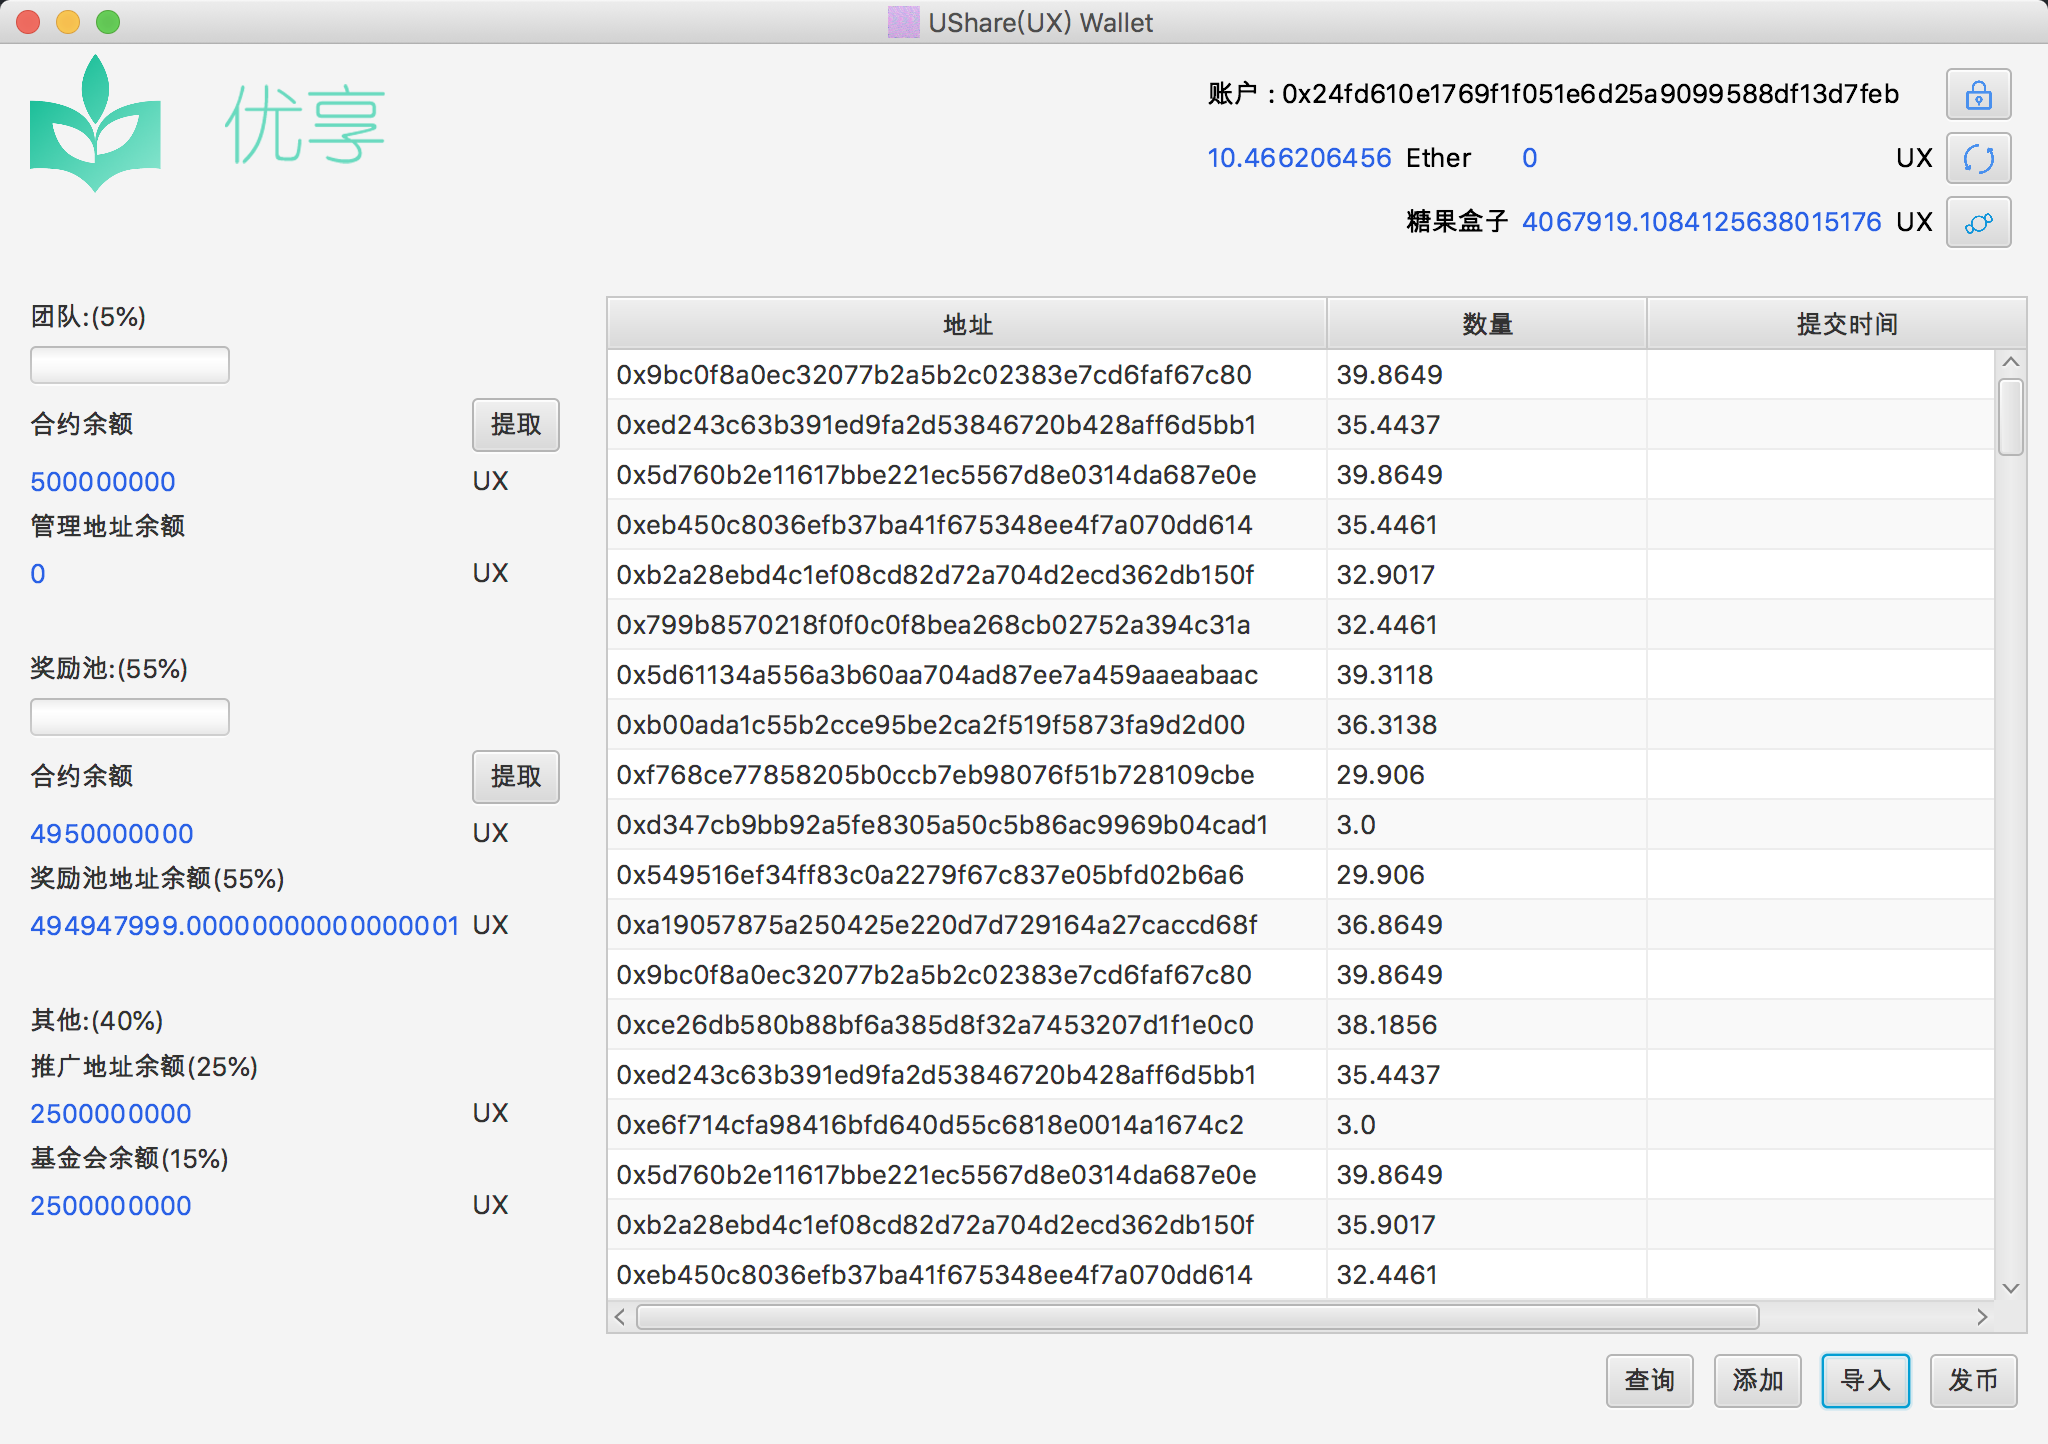 UShare(UX) Wallet
优享
账户：0x24fd610e1769f1f051e6d25a9099588df13d7feb
10.466206456 Ether 0 UX
糖果盒子 4067919.1084125638015176 UX
团队:(5%)
合约余额 提取
500000000 UX
管理地址余额
0 UX
奖励池:(55%)
合约余额 提取
4950000000 UX
奖励池地址余额(55%)
494947999.00000000000000001 UX
其他:(40%)
推广地址余额(25%)
2500000000 UX
基金会余额(15%)
2500000000 UX
地址 数量 提交时间
0x9bc0f8a0ec32077b2a5b2c02383e7cd6faf67c80 39.8649
0xed243c63b391ed9fa2d53846720b428aff6d5bb1 35.4437
0x5d760b2e11617bbe221ec5567d8e0314da687e0e 39.8649
0xeb450c8036efb37ba41f675348ee4f7a070dd614 35.4461
0xb2a28ebd4c1ef08cd82d72a704d2ecd362db150f 32.9017
0x799b8570218f0f0c0f8bea268cb02752a394c31a 32.4461
0x5d61134a556a3b60aa704ad87ee7a459aaeabaac 39.3118
0xb00ada1c55b2cce95be2ca2f519f5873fa9d2d00 36.3138
0xf768ce77858205b0ccb7eb98076f51b728109cbe 29.906
0xd347cb9bb92a5fe8305a50c5b86ac9969b04cad1 3.0
0x549516ef34ff83c0a2279f67c837e05bfd02b6a6 29.906
0xa19057875a250425e220d7d729164a27caccd68f 36.8649
0x9bc0f8a0ec32077b2a5b2c02383e7cd6faf67c80 39.8649
0xce26db580b88bf6a385d8f32a7453207d1f1e0c0 38.1856
0xed243c63b391ed9fa2d53846720b428aff6d5bb1 35.4437
0xe6f714cfa98416bfd640d55c6818e0014a1674c2 3.0
0x5d760b2e11617bbe221ec5567d8e0314da687e0e 39.8649
0xb2a28ebd4c1ef08cd82d72a704d2ecd362db150f 35.9017
0xeb450c8036efb37ba41f675348ee4f7a070dd614 32.4461
查询 添加 导入 发币